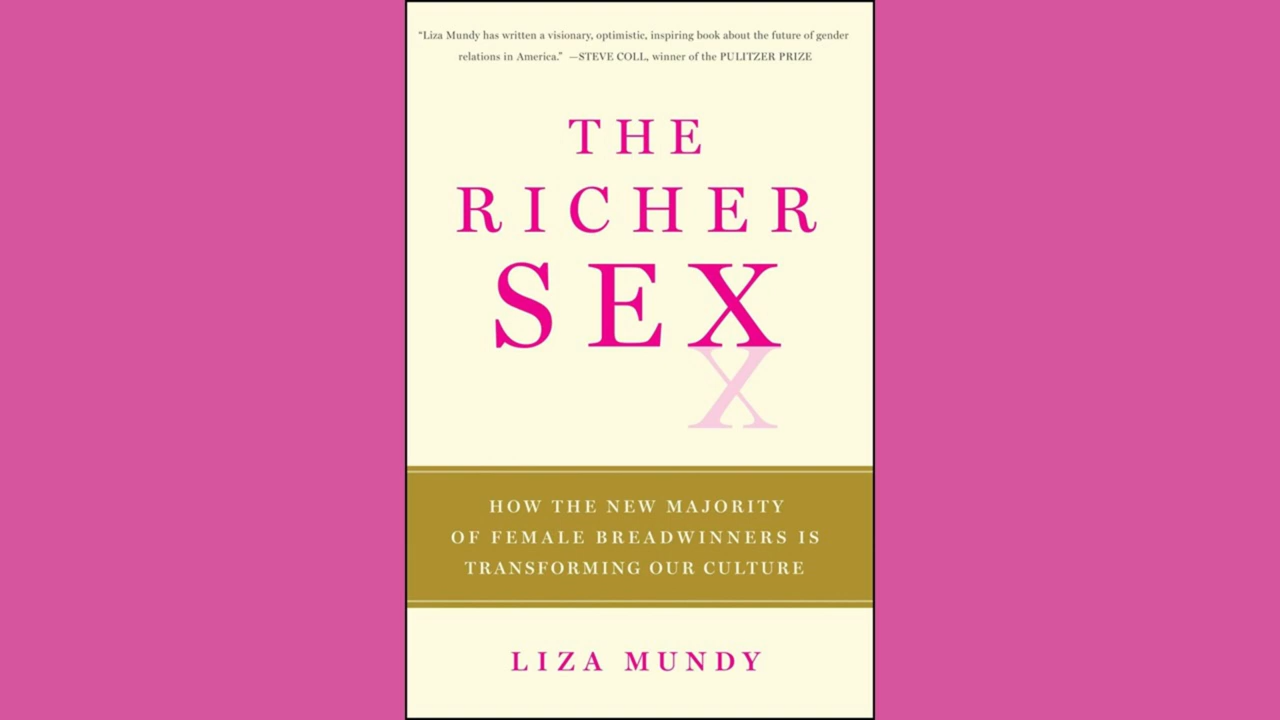 “Liza Mundy has written a visionary, optimistic, inspiring book about the future of gender
relations in America.” —STEVE COLL, winner of the PULITZER PRIZE
THE
RICHER
SEX
X
HOW THE NEW MAJORITY
OF FEMALE BREADWINNERS IS
TRANSFORMING OUR CULTURE
LIZA MUNDY